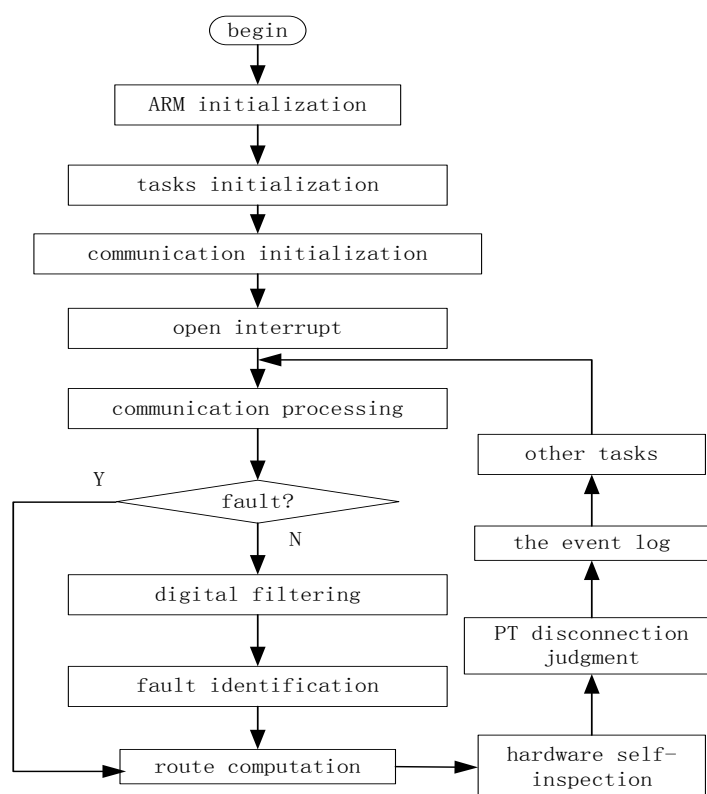 begin
ARM initialization
tasks initialization
communication initialization
open interrupt
communication processing
Y
fault?
N
digital filtering
fault identification
route computation
hardware self-
inspection
PT disconnection
judgment
the event log
other tasks